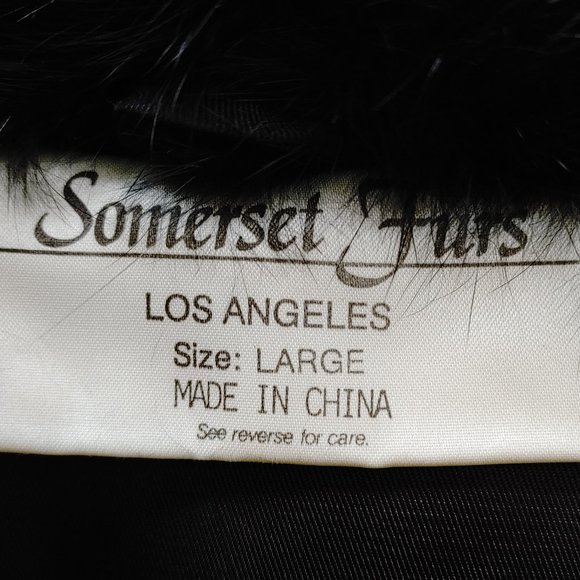 Somerset Furs
LOS ANGELES
Size: LARGE
MADE IN CHINA
See reverse for care.